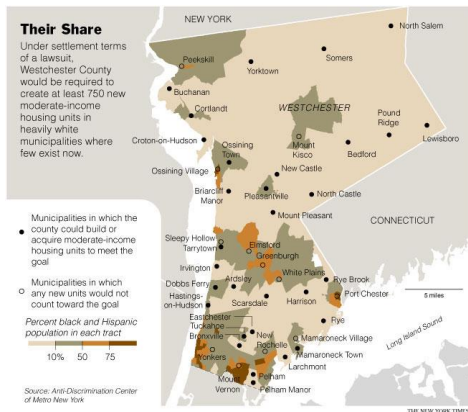 Their Share
Under settlement terms
of a lawsuit,
Westchester County
would be required to
create at least 750 new
moderate-income
housing units in
heavily white
municipalities where
few exist now.
Municipalities in which the
county could build or
acquire moderate-income
housing units to meet the
goal
Municipalities in which
any new units would not
count toward the goal
Percent black and Hispanic
population in each tract
10% 50 75
Source: Anti-Discrimination Center
of Metro New York
NEW YORK
North Salem
Peekskill
Somers
Yorktown
Buchanan
Cortlandt
WESTCHESTER
Pound
Ridge
Croton-on-Hudson
Ossining
Town
Mount
Kisco
Bedford
Lewisboro
Ossining Village
New Castle
Briarcliff
Manor
Pleasantville
North Castle
Mount Pleasant
CONNECTICUT
Sleepy Hollow
Tarrytown
Elmsford
Greenburgh
Irvington
White Plains
Rye Brook
Dobbs Ferry
Ardsley
Port Chester
5 miles
Hastings-
on-Hudson
Scarsdale
Harrison
Eastchester
Tuckahoe
Rye
Bronxville
New
Rochelle
Mamaroneck Village
Mamaroneck Town
Long Island Sound
Yonkers
Larchmont
Mount
Vernon
Pelham
Pelham Manor
THE NEW YORK TIMES